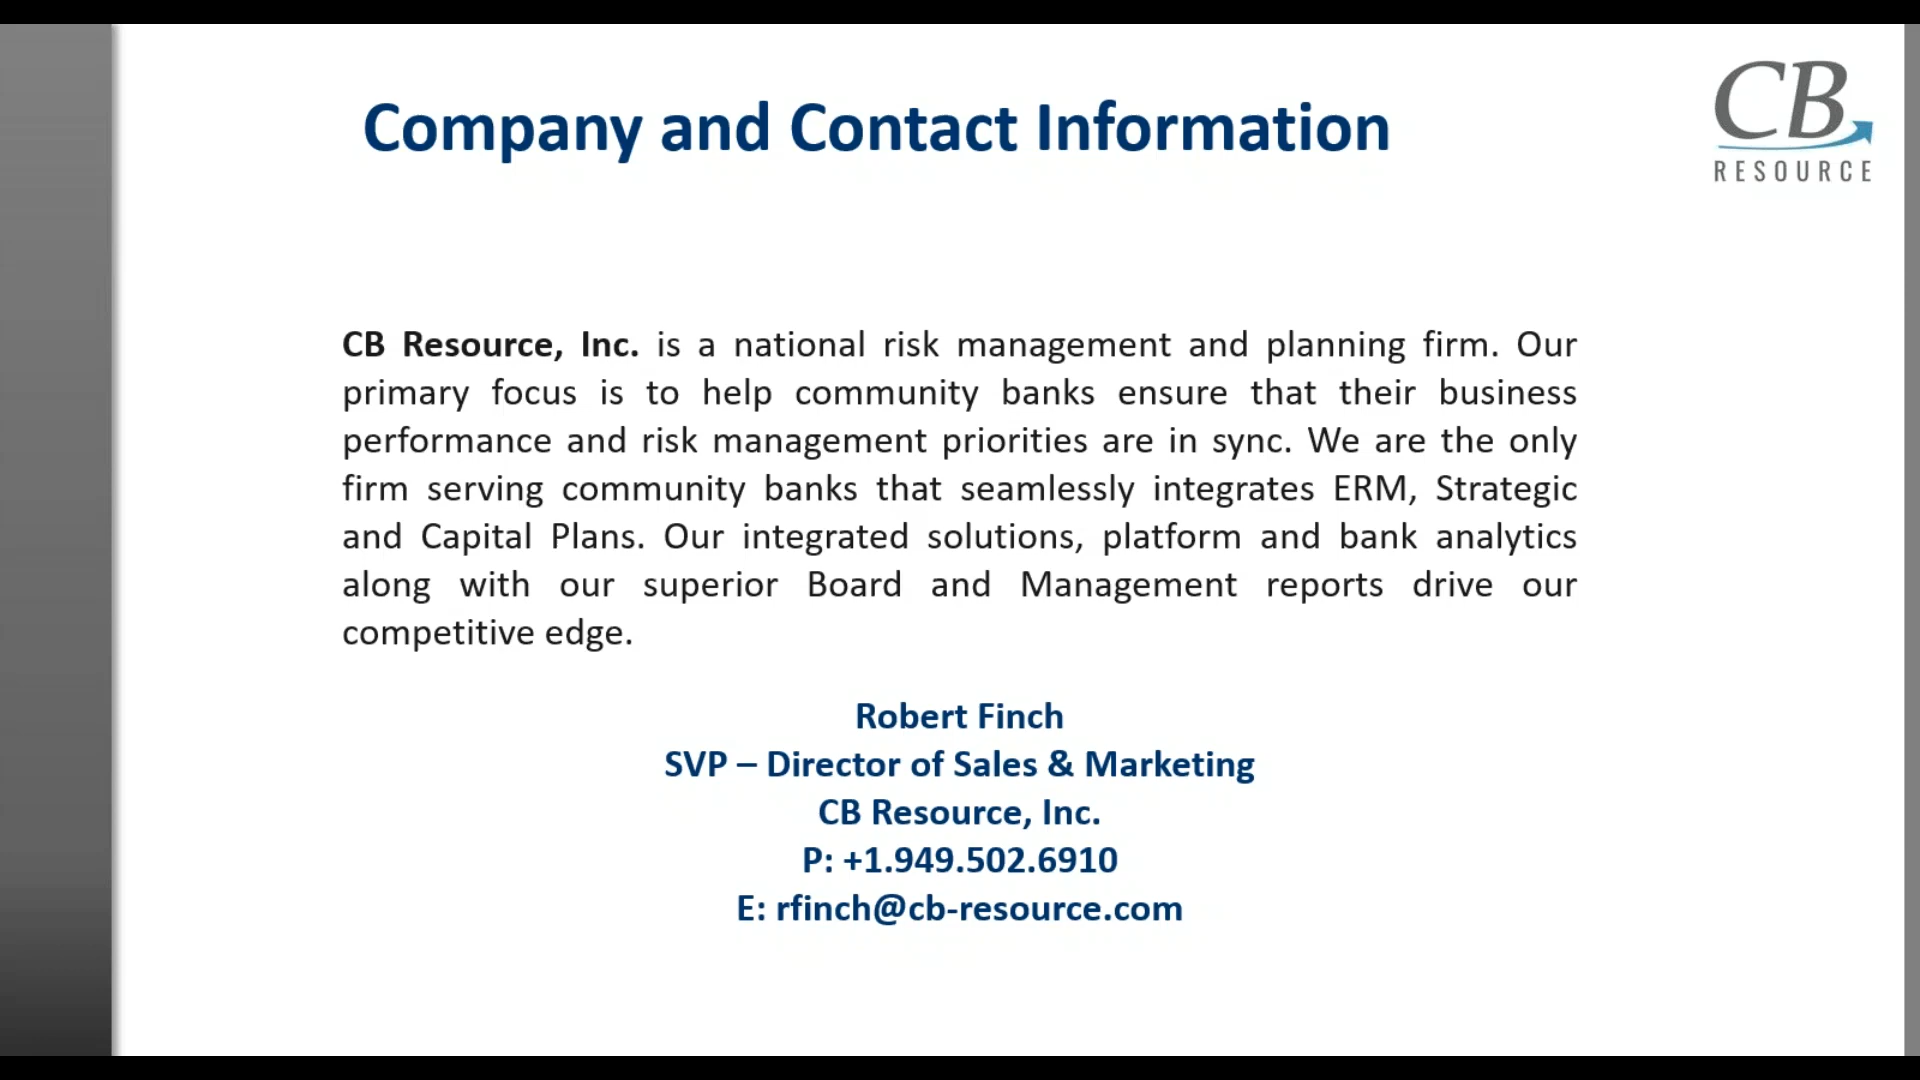 Company and Contact Information
CB
RESOURCE
CB Resource, Inc. is a national risk management and planning firm. Our
primary focus is to help community banks ensure that their business
performance and risk management priorities are in sync. We are the only
firm serving community banks that seamlessly integrates ERM, Strategic
and Capital Plans. Our integrated solutions, platform and bank analytics
along with our superior Board and Management reports drive our
competitive edge.
Robert Finch
SVP – Director of Sales & Marketing
CB Resource, Inc.
P: +1.949.502.6910
E: rfinch@cb-resource.com